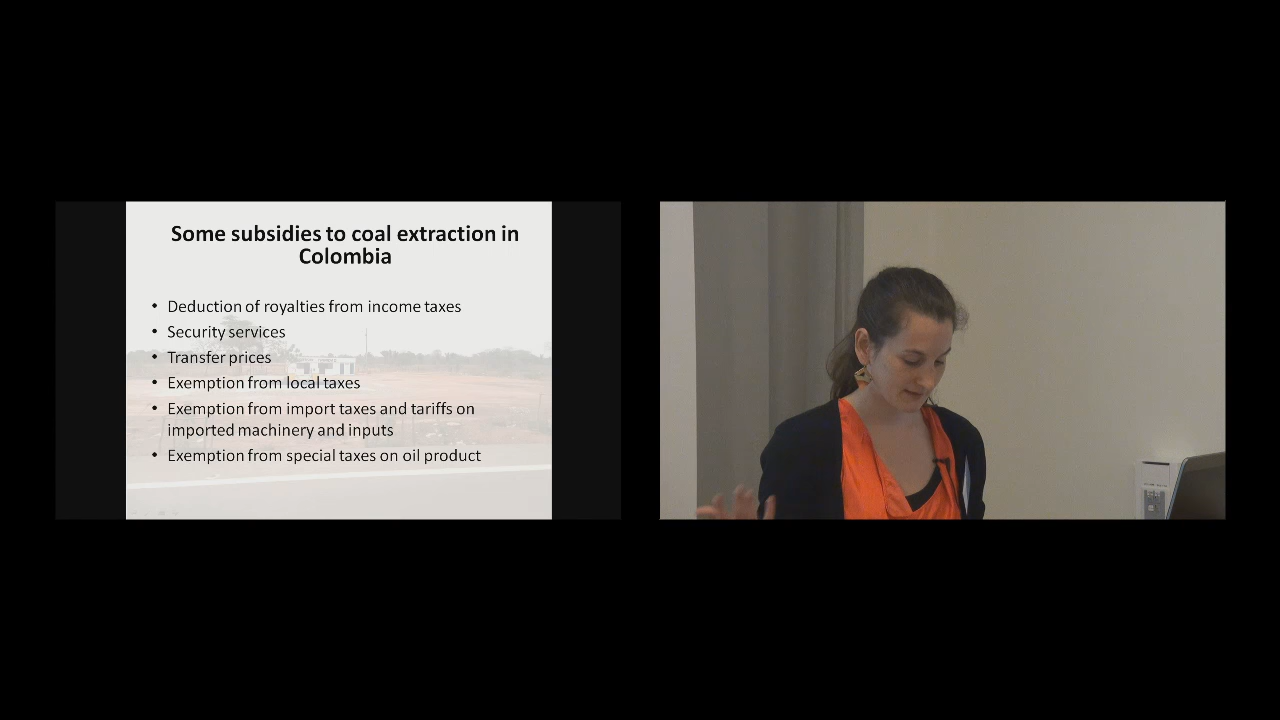 Some subsidies to coal extraction in
Colombia
• Deduction of royalties from income taxes
• Security services
• Transfer prices
• Exemption from local taxes
• Exemption from import taxes and tariffs on
imported machinery and inputs
• Exemption from special taxes on oil product